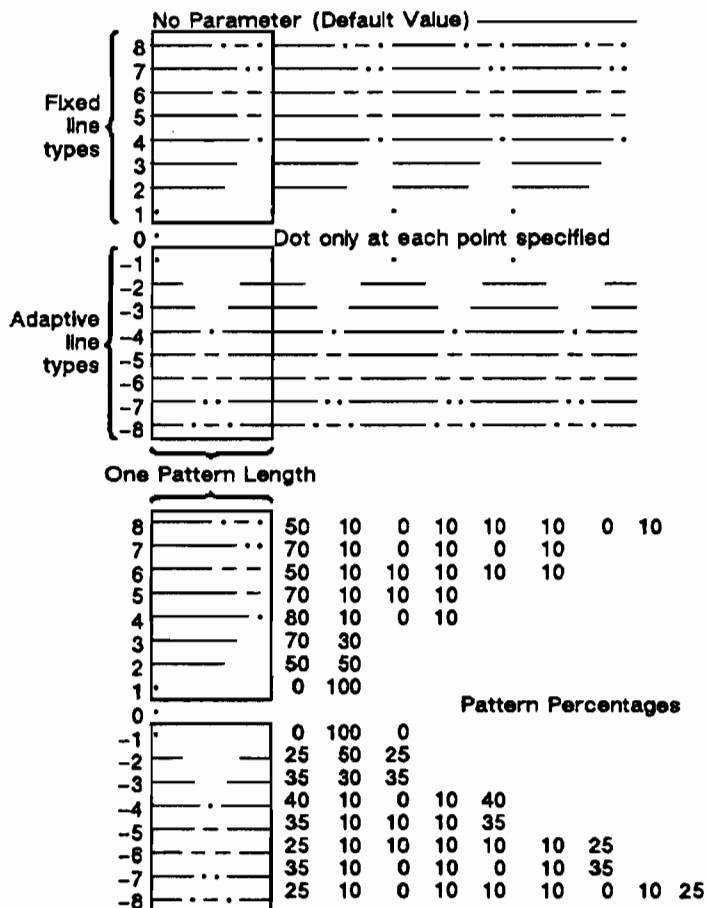 No Parameter (Default Value)
8
7
6
5
4
3
2
1
Fixed
line
types
0
Dot only at each point specified
-1
-2
-3
-4
-5
-6
-7
-8
Adaptive
line
types
One Pattern Length
8 50 10 0 10 10 10 0 10
7 70 10 0 10 0 10
6 50 10 10 10 10 10
5 70 10 10 10
4 80 10 0 10
3 70 30
2 50 50
1 0 100
Pattern Percentages
0
-1 0 100 0
-2 25 50 25
-3 35 30 35
-4 40 10 0 10 40
-5 35 10 10 10 35
-6 25 10 10 10 10 10 25
-7 35 10 0 10 0 10 35
-8 25 10 0 10 10 10 0 10 25